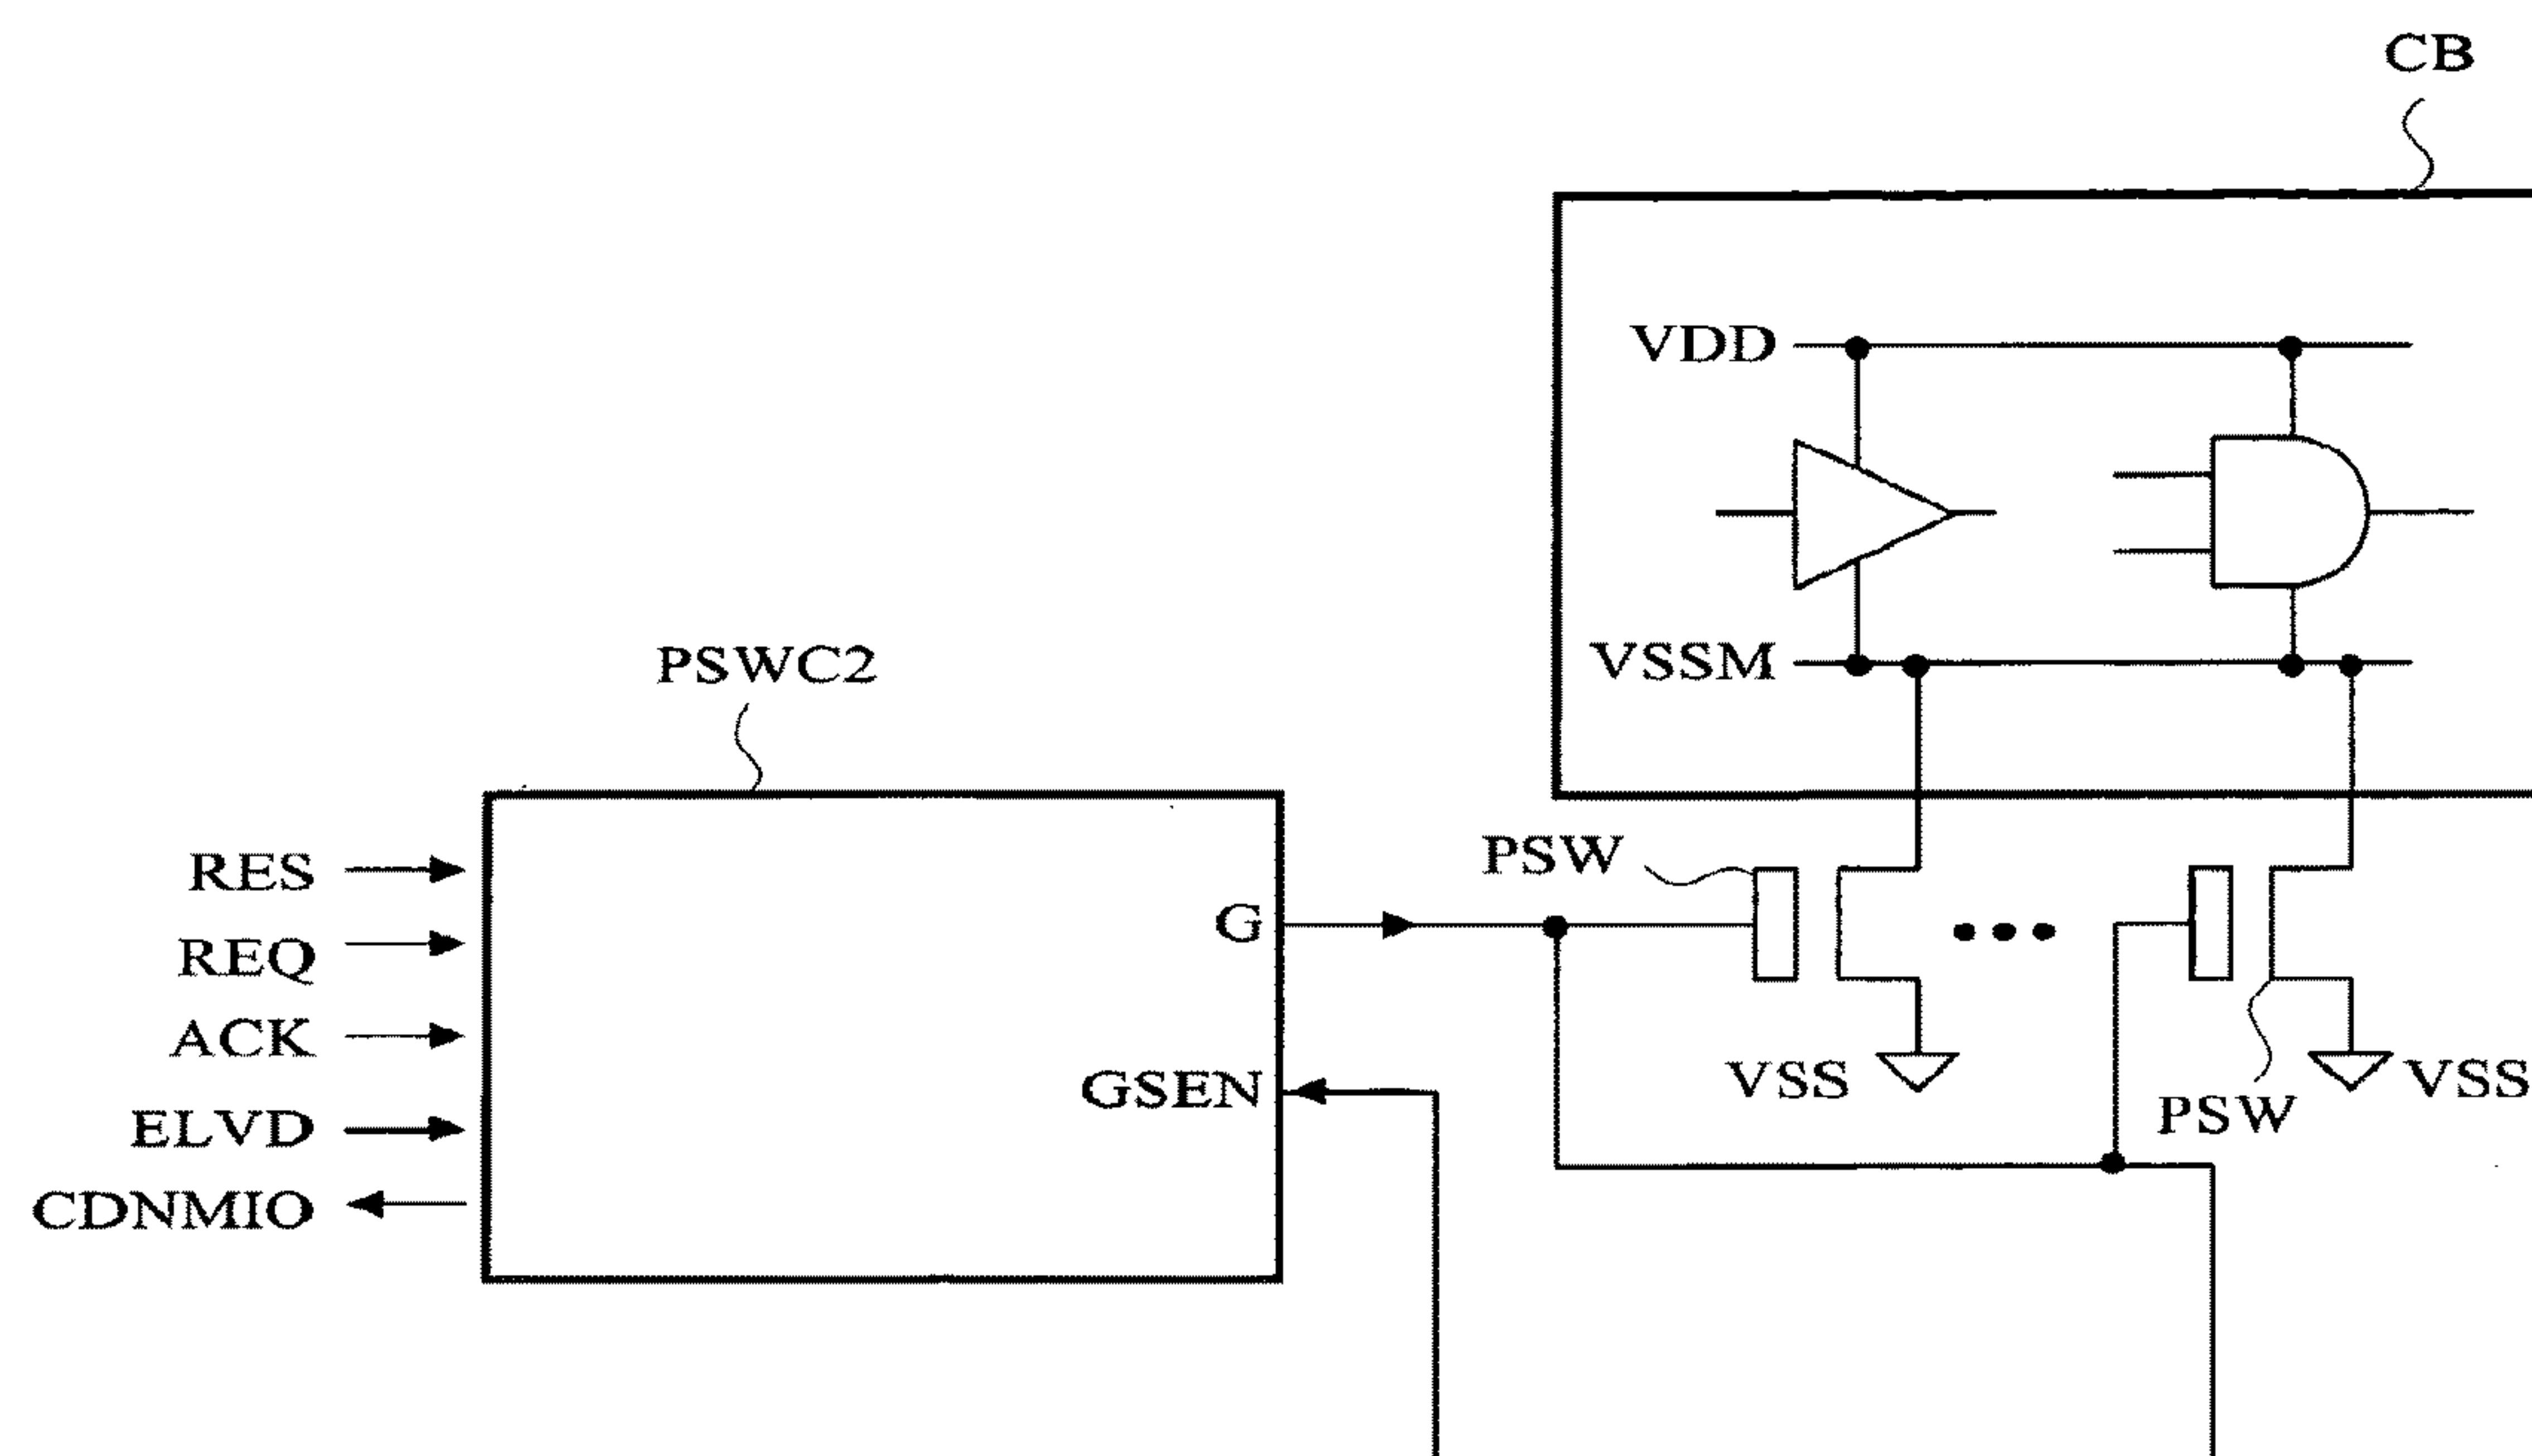 CB
VDD
VSSM
PSWC2
PSW
RES
G
REQ
ACK
GSEN
VSS
VSS
PSW
ELVD
CDNMIO